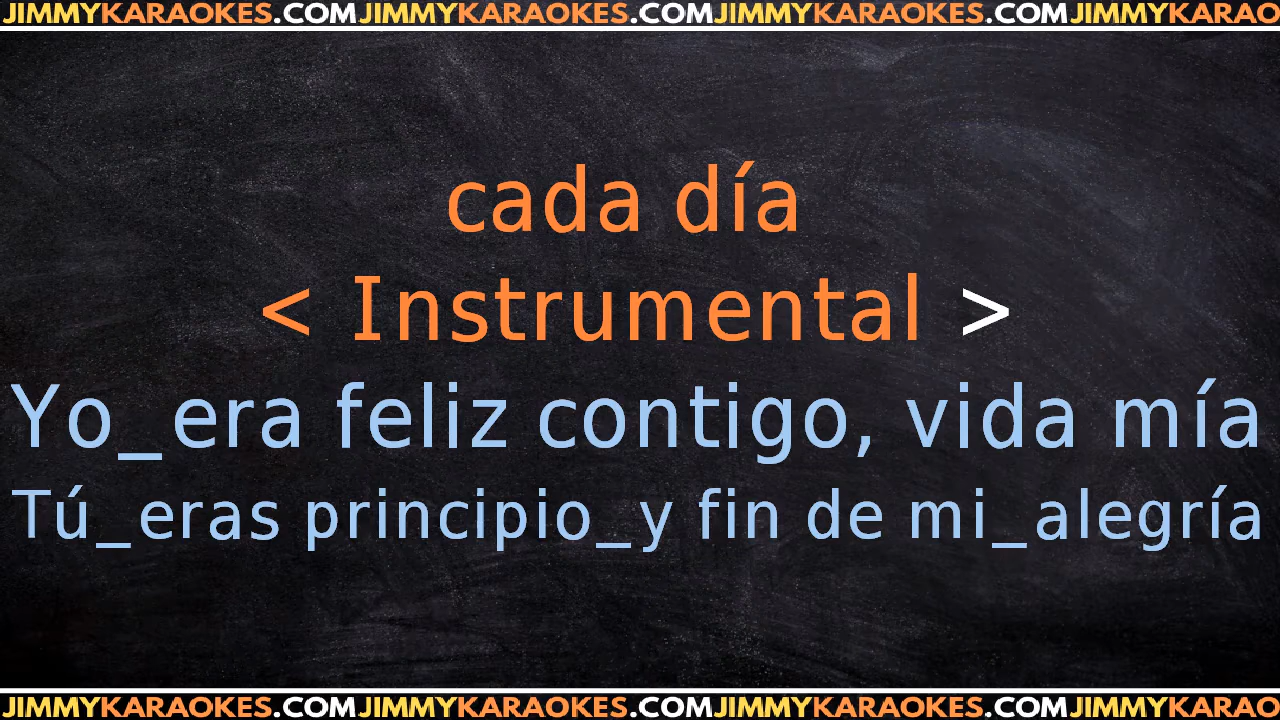 JIMMYKARAOKES.COMJIMMYKARAOKES.COMJIMMYKARAOKES.COMJIMMYKARAO
cada día
< Instrumental >
Yo_era feliz contigo, vida mía
Tú_eras principio_y fin de mi_alegría
JIMMYKARAOKES.COMJIMMYKARAOKES.COMJIMMYKARAOKES.COMJIMMYKARAO